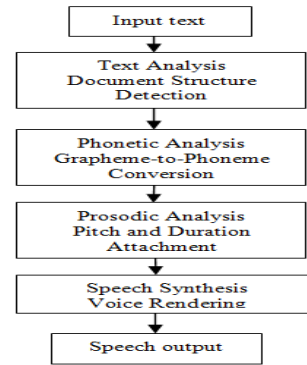 Input text
Text Analysis
Document Structure
Detection
Phonetic Analysis
Grapheme-to-Phoneme
Conversion
Prosodic Analysis
Pitch and Duration
Attachment
Speech Synthesis
Voice Rendering
Speech output